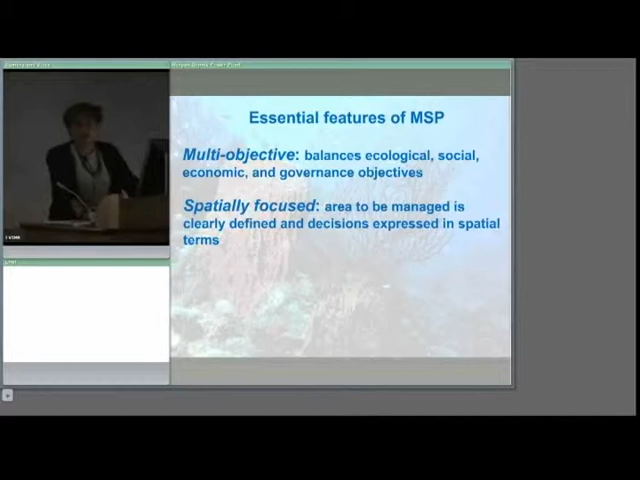 Essential features of MSP
Multi-objective: balances ecological, social,
economic, and governance objectives
Spatially focused: area to be managed is
clearly defined and decisions expressed in spatial
terms